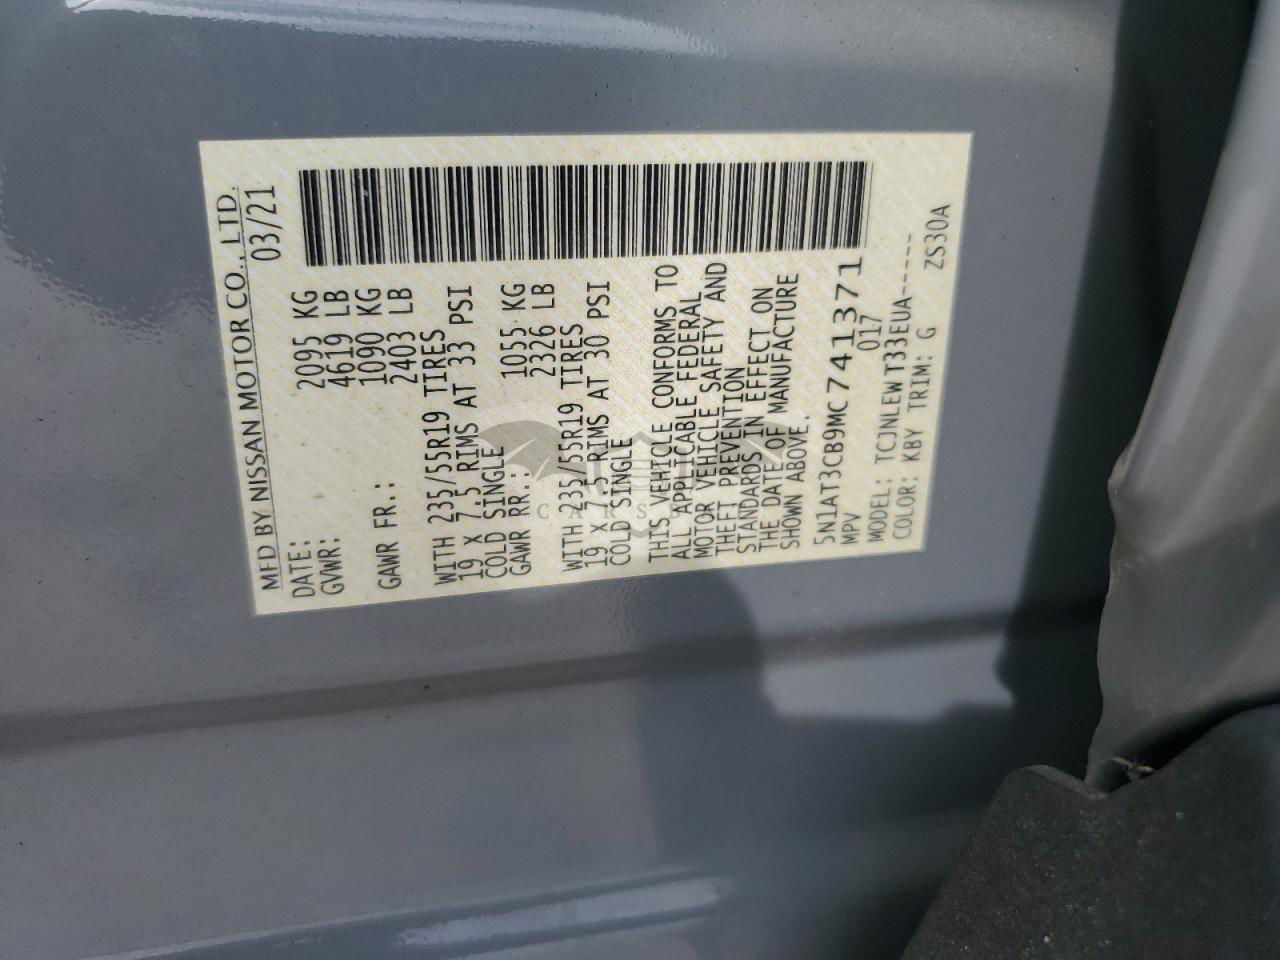 MFD BY NISSAN MOTOR CO., LTD.
DATE: 03/21
GVWR: 2095 KG
4619 LB
GAWR FR.: 1090 KG
2403 LB
WITH 235/55R19 TIRES
19 X 7.5 RIMS AT 33 PSI
COLD SINGLE
GAWR RR.: 1055 KG
2326 LB
WITH 235/55R19 TIRES
19 X 7.5 RIMS AT 30 PSI
COLD SINGLE
THIS VEHICLE CONFORMS TO
ALL APPLICABLE FEDERAL
MOTOR VEHICLE SAFETY AND
THEFT PREVENTION
STANDARDS IN EFFECT ON
THE DATE OF MANUFACTURE
SHOWN ABOVE.
5N1AT3CB9MC741371
MPV 017
MODEL: TCJNLEW T33EUA------
COLOR: KBY TRIM: G ZS30A